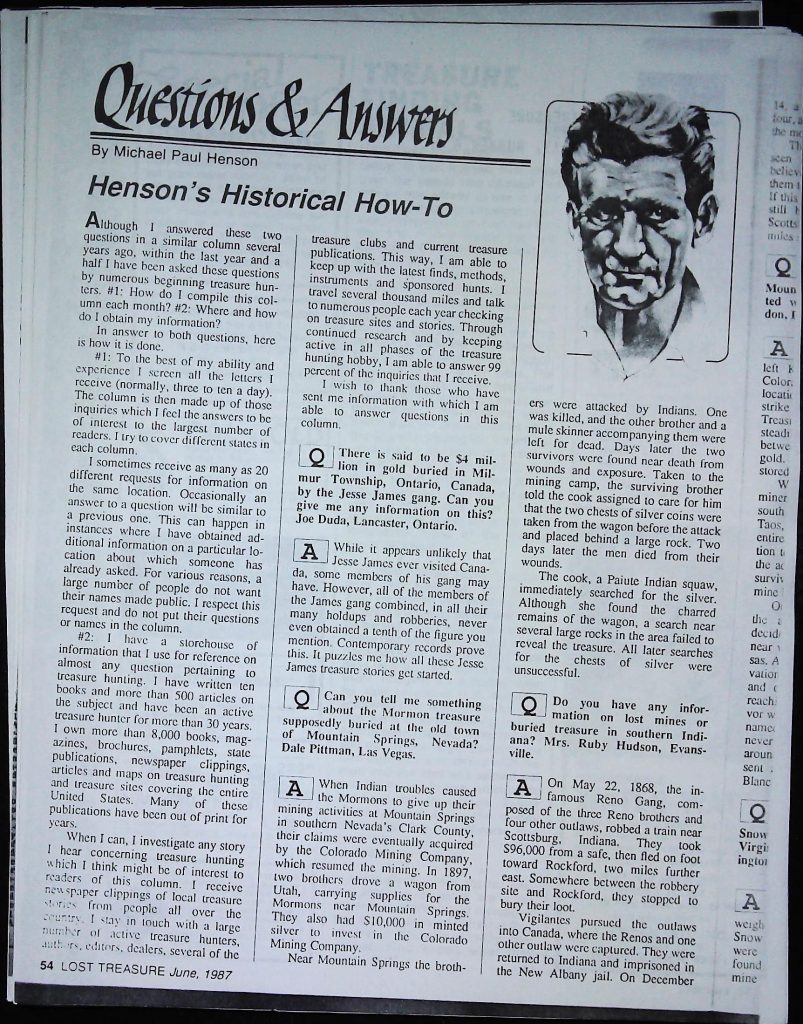 Questions & Answers
By Michael Paul Henson
Henson's Historical How-To
Although I answered these two
questions in a similar column several
years ago, within the last year and a
half I have been asked these questions
by numerous beginning treasure hun-
ters. #1: How do I compile this col-
umn each month? #2: Where and how
do I obtain my information?
In answer to both questions, here
is how it is done.
#1: To the best of my ability and
experience I screen all the letters I
receive (normally, three to ten a day).
The column is then made up of those
inquiries which I feel the answers to be
of interest to the largest number of
readers. I try to cover different states in
each column.
I sometimes receive as many as 20
different requests for information on
the same location. Occasionally an
answer to a question will be similar to
a previous one. This can happen in
instances where I have obtained ad-
ditional information on a particular lo-
cation about which someone has
already asked. For various reasons, a
large number of people do not want
their names made public. I respect this
request and do not put their questions
or names in the column.
#2: I have a storehouse of
information that I use for reference on
almost any question pertaining to
treasure hunting. I have written ten
books and more than 500 articles on
the subject and have been an active
treasure hunter for more than 30 years.
I own more than 8,000 books, mag-
azines, brochures, pamphlets, state
publications, newspaper clippings,
articles and maps on treasure hunting
and treasure sites covering the entire
United States. Many of these
publications have been out of print for
years.
When I can, I investigate any story
I hear concerning treasure hunting
which I think might be of interest to
readers of this column. I receive
newspaper clippings of local treasure
stories from people all over the
country. I stay in touch with a large
number of active treasure hunters,
authors, editors, dealers, several of the
treasure clubs and current treasure
publications. This way, I am able to
keep up with the latest finds, methods,
instruments and sponsored hunts. I
travel several thousand miles and talk
to numerous people each year checking
on treasure sites and stories. Through
continued research and by keeping
active in all phases of the treasure
hunting hobby, I am able to answer 99
percent of the inquiries that I receive.
I wish to thank those who have
sent me information with which I am
able to answer questions in this
column.
Q There is said to be $4 mil-
lion in gold buried in Mil-
mur Township, Ontario, Canada,
by the Jesse James gang. Can you
give me any information on this?
Joe Duda, Lancaster, Ontario.
A While it appears unlikely that
Jesse James ever visited Cana-
da, some members of his gang may
have. However, all of the members of
the James gang combined, in all their
many holdups and robberies, never
even obtained a tenth of the figure you
mention. Contemporary records prove
this. It puzzles me how all these Jesse
James treasure stories get started.
Q Can you tell me something
about the Mormon treasure
supposedly buried at the old town
of Mountain Springs, Nevada?
Dale Pittman, Las Vegas.
A When Indian troubles caused
the Mormons to give up their
mining activities at Mountain Springs
in southern Nevada's Clark County,
their claims were eventually acquired
by the Colorado Mining Company,
which resumed the mining. In 1897,
two brothers drove a wagon from
Utah, carrying supplies for the
Mormons near Mountain Springs.
They also had $10,000 in minted
silver to invest in the Colorado
Mining Company.
Near Mountain Springs the broth-
ers were attacked by Indians. One
was killed, and the other brother and a
mule skinner accompanying them were
left for dead. Days later the two
survivors were found near death from
wounds and exposure. Taken to the
mining camp, the surviving brother
told the cook assigned to care for him
that the two chests of silver coins were
taken from the wagon before the attack
and placed behind a large rock. Two
days later the men died from their
wounds.
The cook, a Paiute Indian squaw,
immediately searched for the silver.
Although she found the charred
remains of the wagon, a search near
several large rocks in the area failed to
reveal the treasure. All later searches
for the chests of silver were
unsuccessful.
Q Do you have any infor-
mation on lost mines or
buried treasure in southern Indi-
ana? Mrs. Ruby Hudson, Evans-
ville.
A On May 22, 1868, the in-
famous Reno Gang, com-
posed of the three Reno brothers and
four other outlaws, robbed a train near
Scottsburg, Indiana. They took
$96,000 from a safe, then fled on foot
toward Rockford, two miles further
east. Somewhere between the robbery
site and Rockford, they stopped to
bury their loot.
Vigilantes pursued the outlaws
into Canada, where the Renos and one
other outlaw were captured. They were
returned to Indiana and imprisoned in
the New Albany jail. On December
54 LOST TREASURE June, 1987